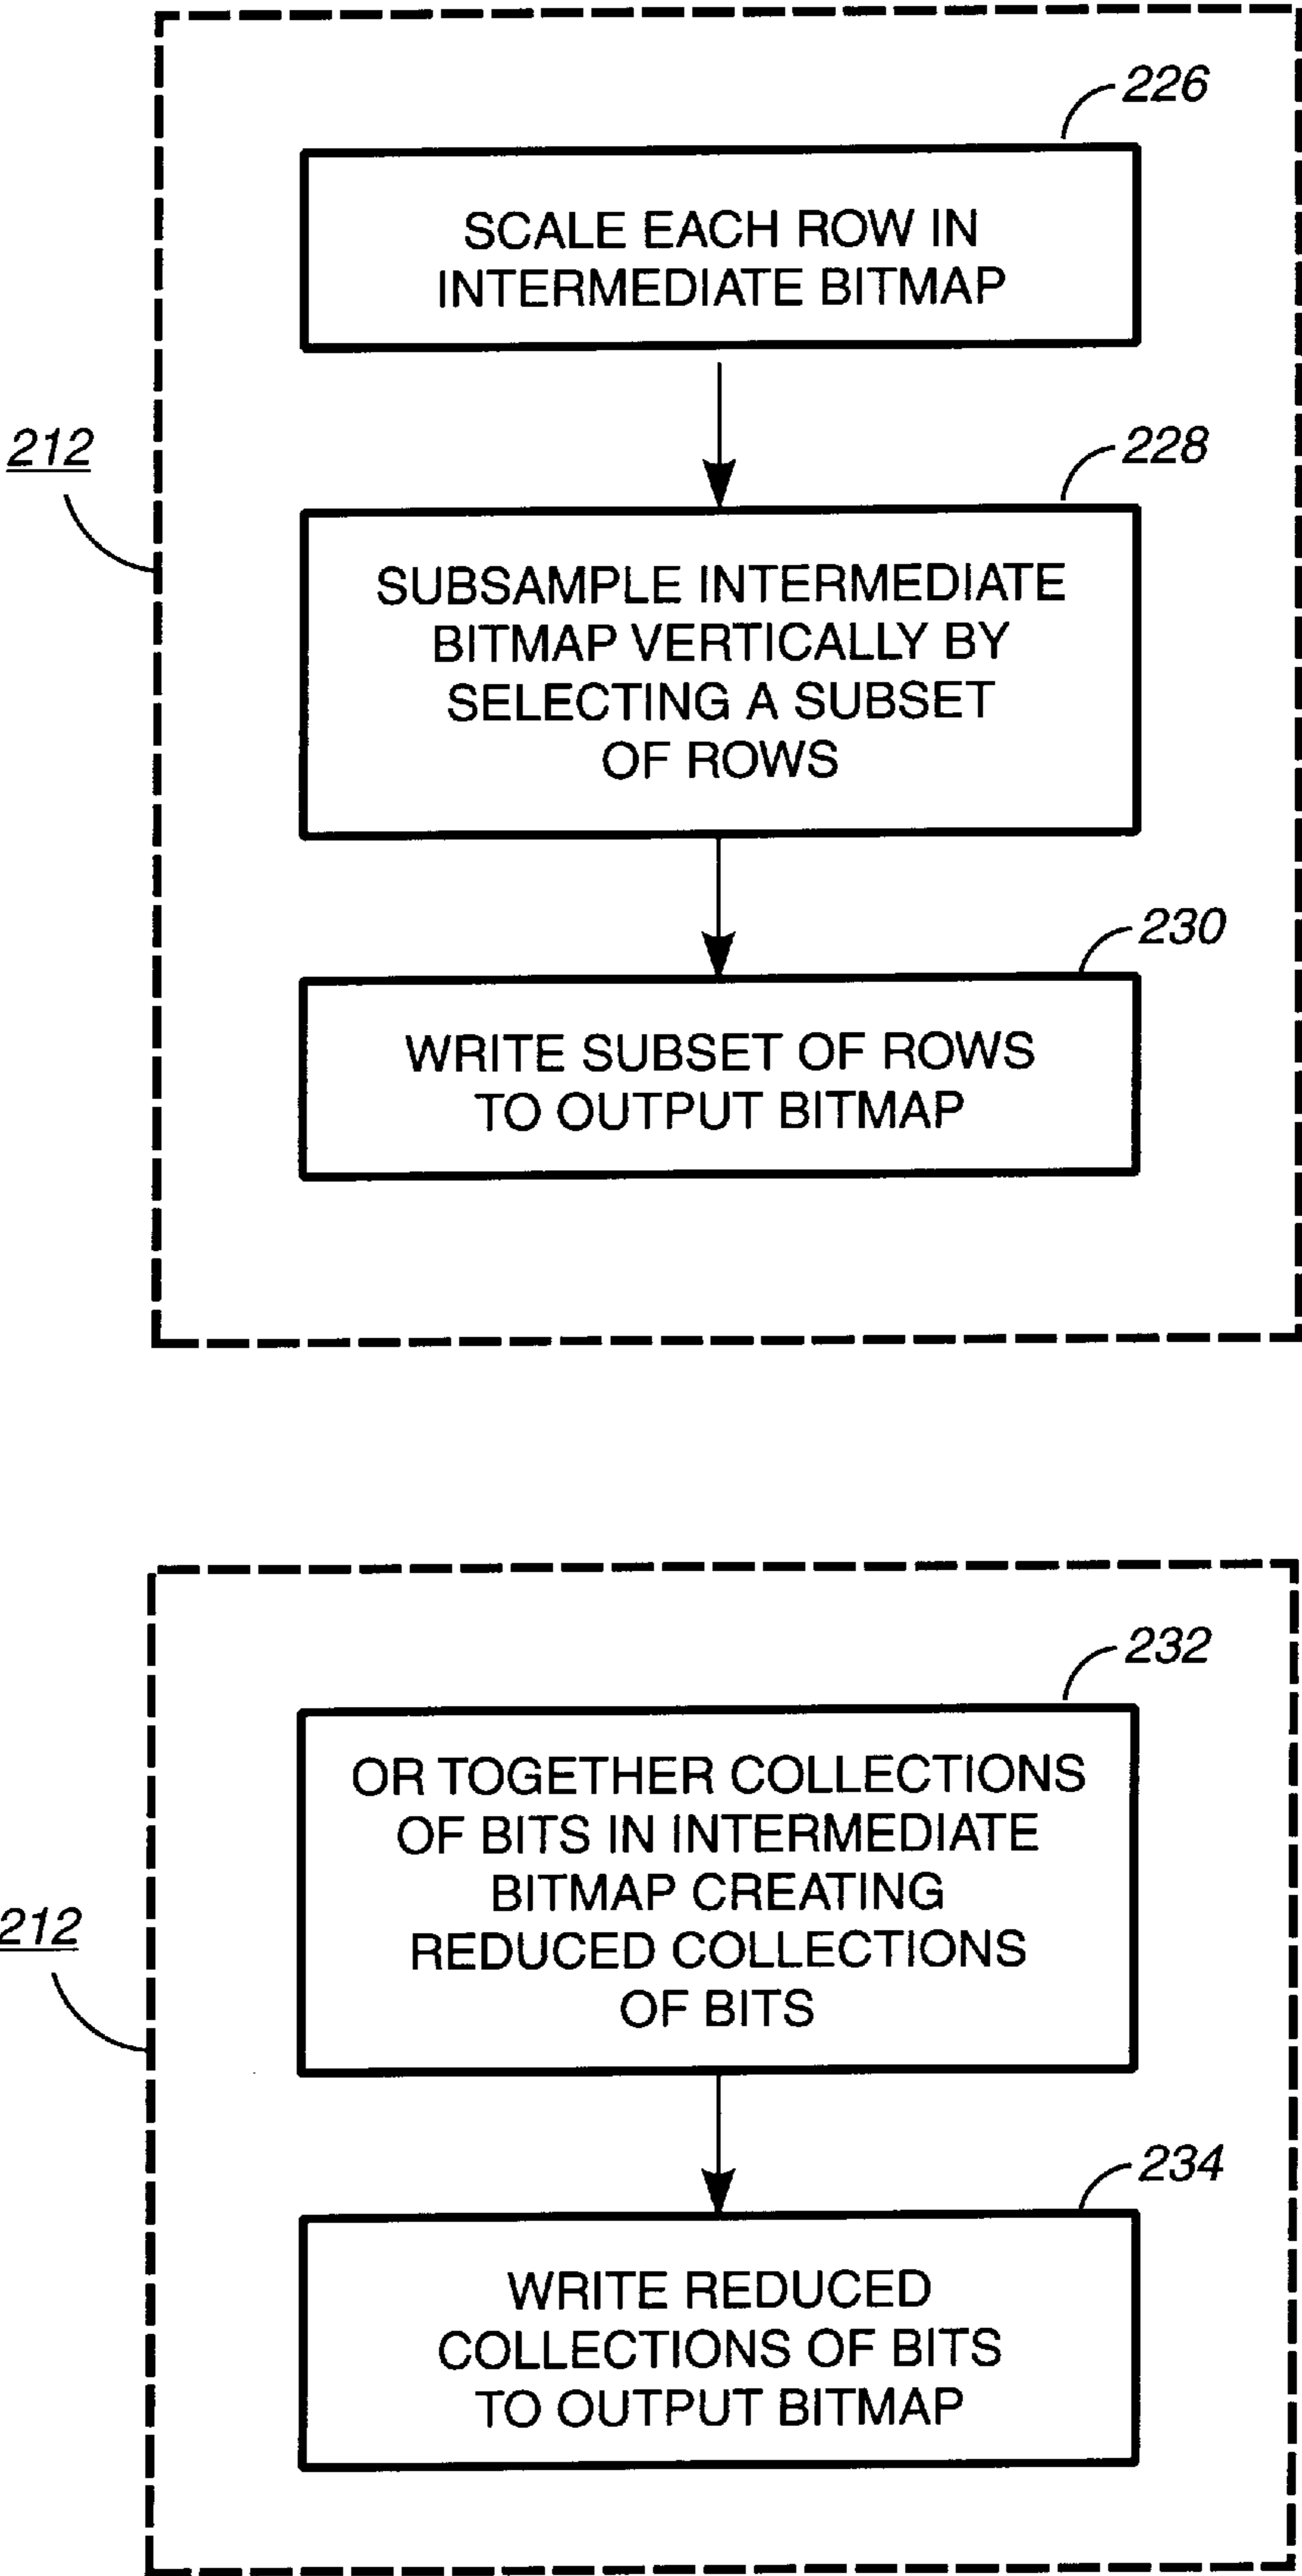 226
SCALE EACH ROW IN
INTERMEDIATE BITMAP
212
228
SUBSAMPLE INTERMEDIATE
BITMAP VERTICALLY BY
SELECTING A SUBSET
OF ROWS
230
WRITE SUBSET OF ROWS
TO OUTPUT BITMAP
232
OR TOGETHER COLLECTIONS
OF BITS IN INTERMEDIATE
BITMAP CREATING
REDUCED COLLECTIONS
OF BITS
212
234
WRITE REDUCED
COLLECTIONS OF BITS
TO OUTPUT BITMAP